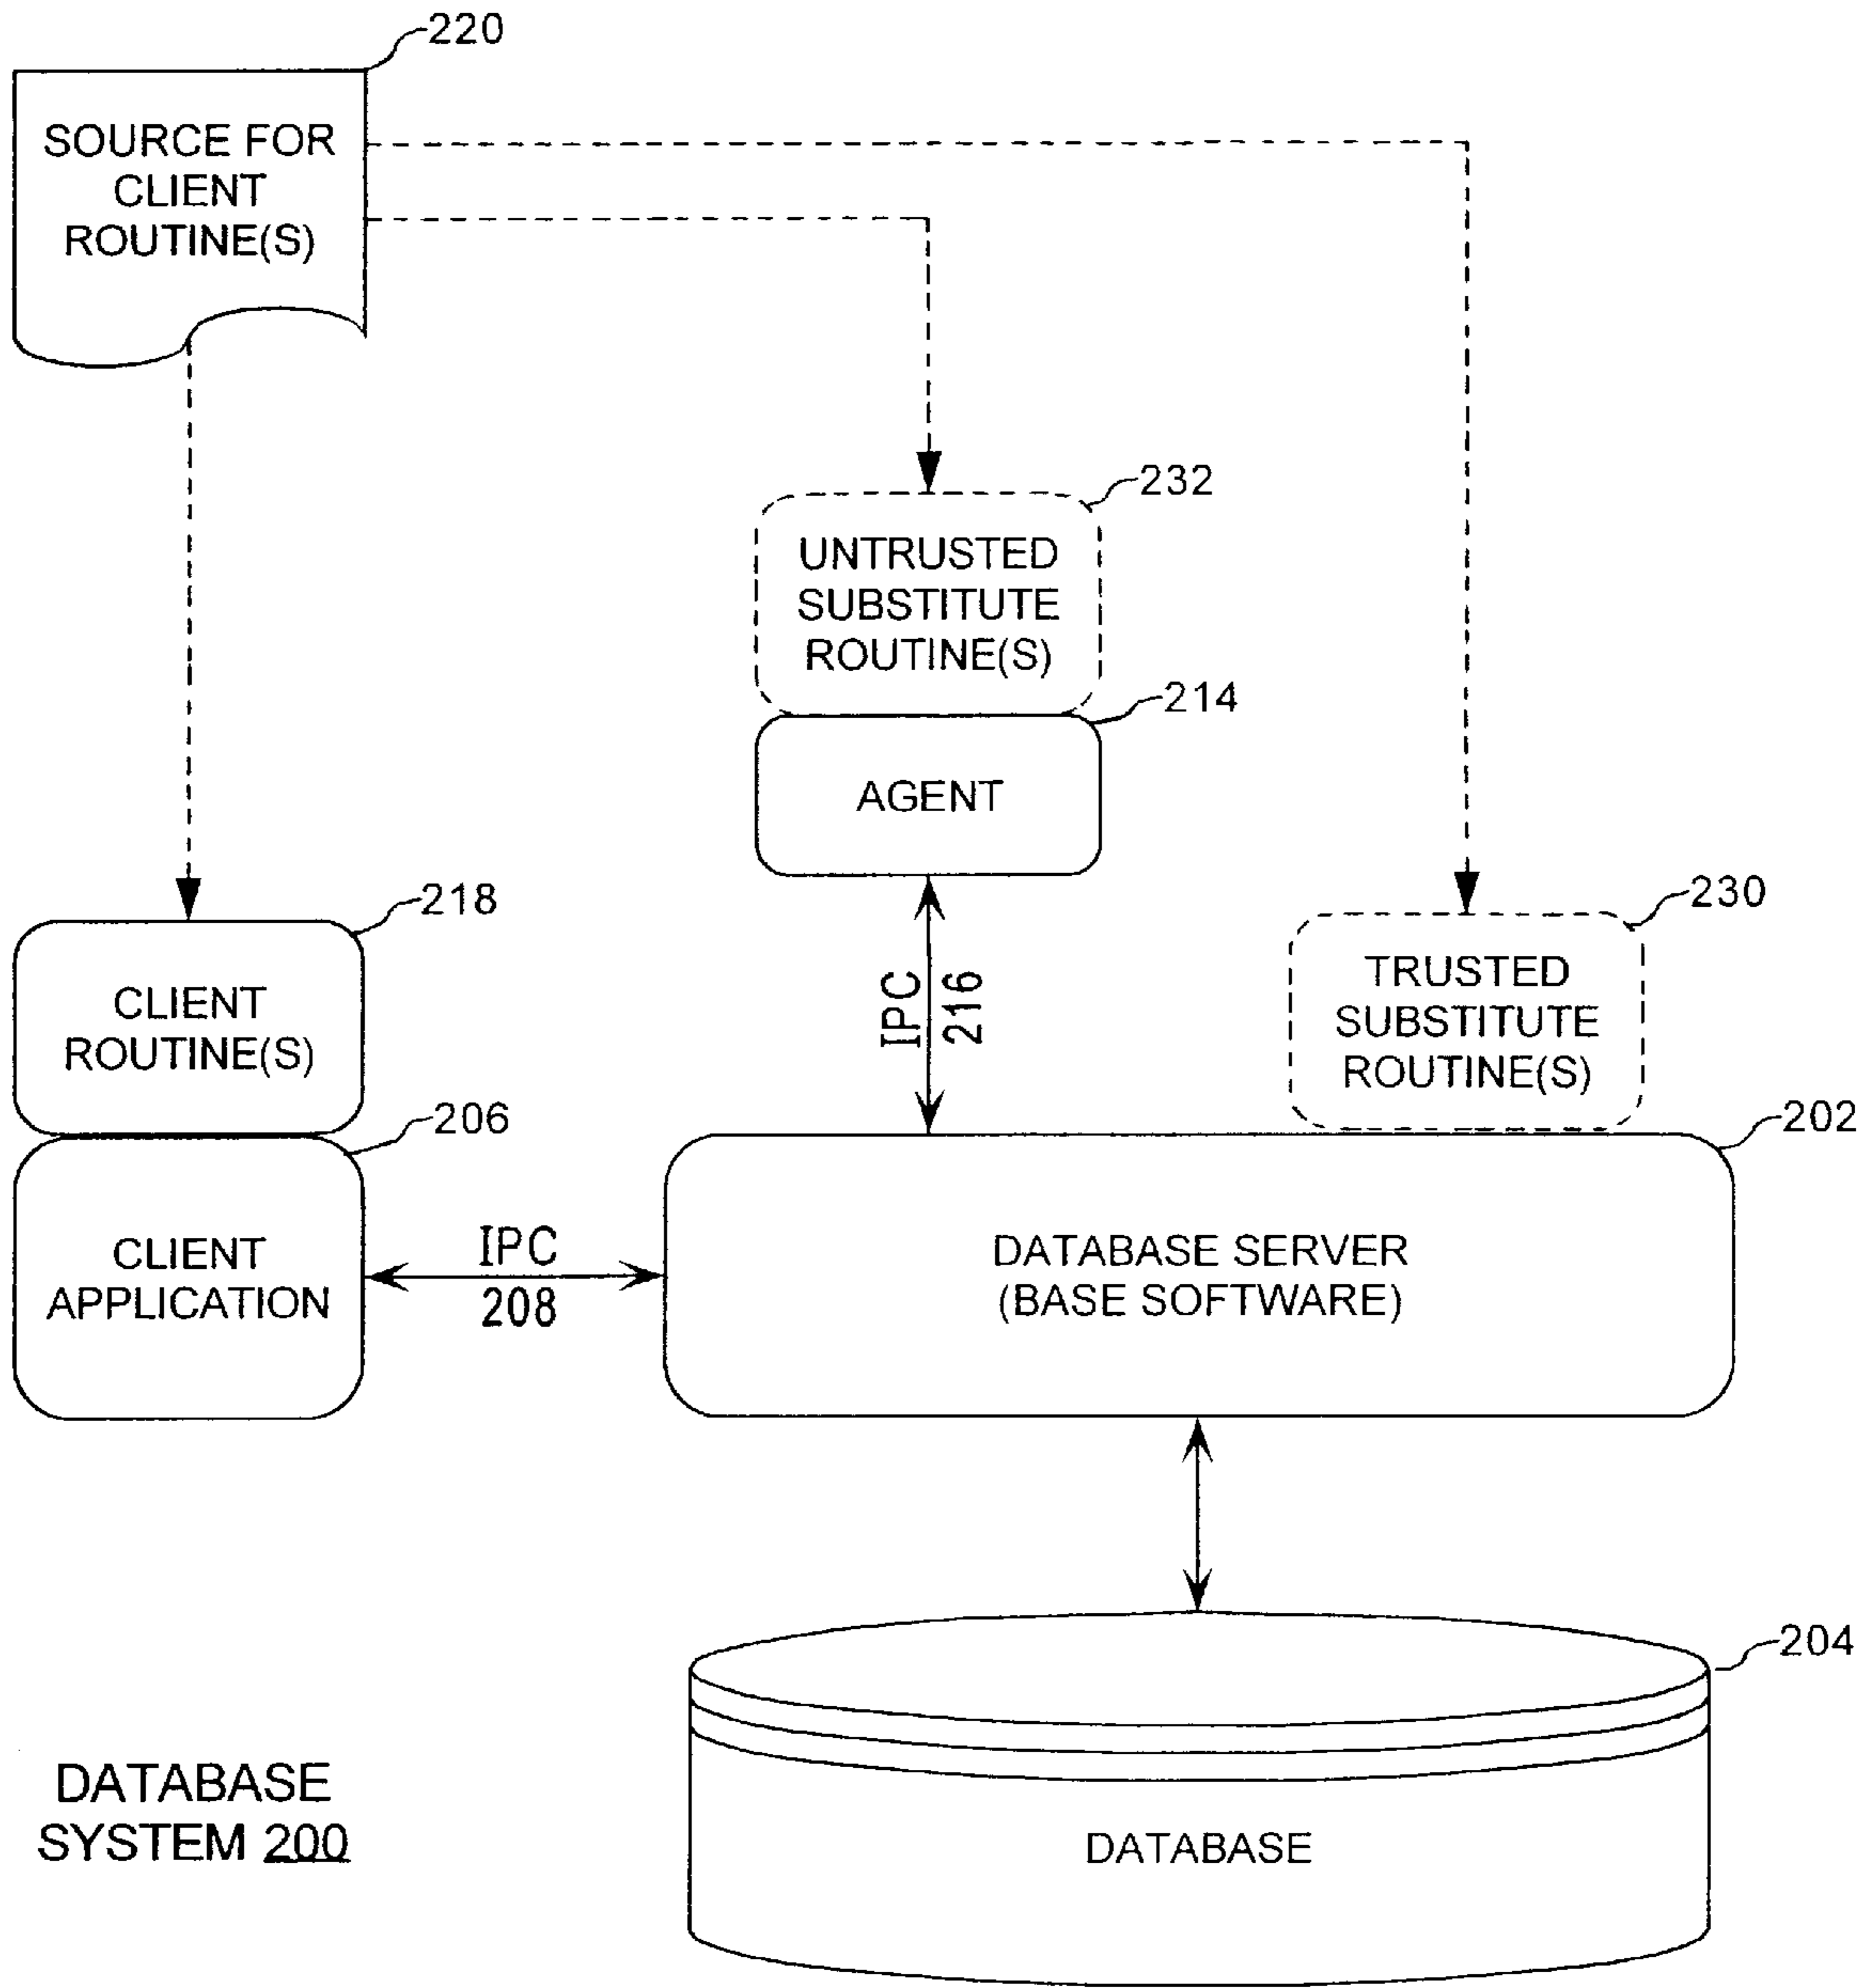 220
SOURCE FOR
CLIENT
ROUTINE(S)
232
UNTRUSTED
SUBSTITUTE
ROUTINE(S)
214
AGENT
218
CLIENT
ROUTINE(S)
IPC
216
230
TRUSTED
SUBSTITUTE
ROUTINE(S)
206
CLIENT
APPLICATION
IPC
208
202
DATABASE SERVER
(BASE SOFTWARE)
204
DATABASE
DATABASE
SYSTEM 200